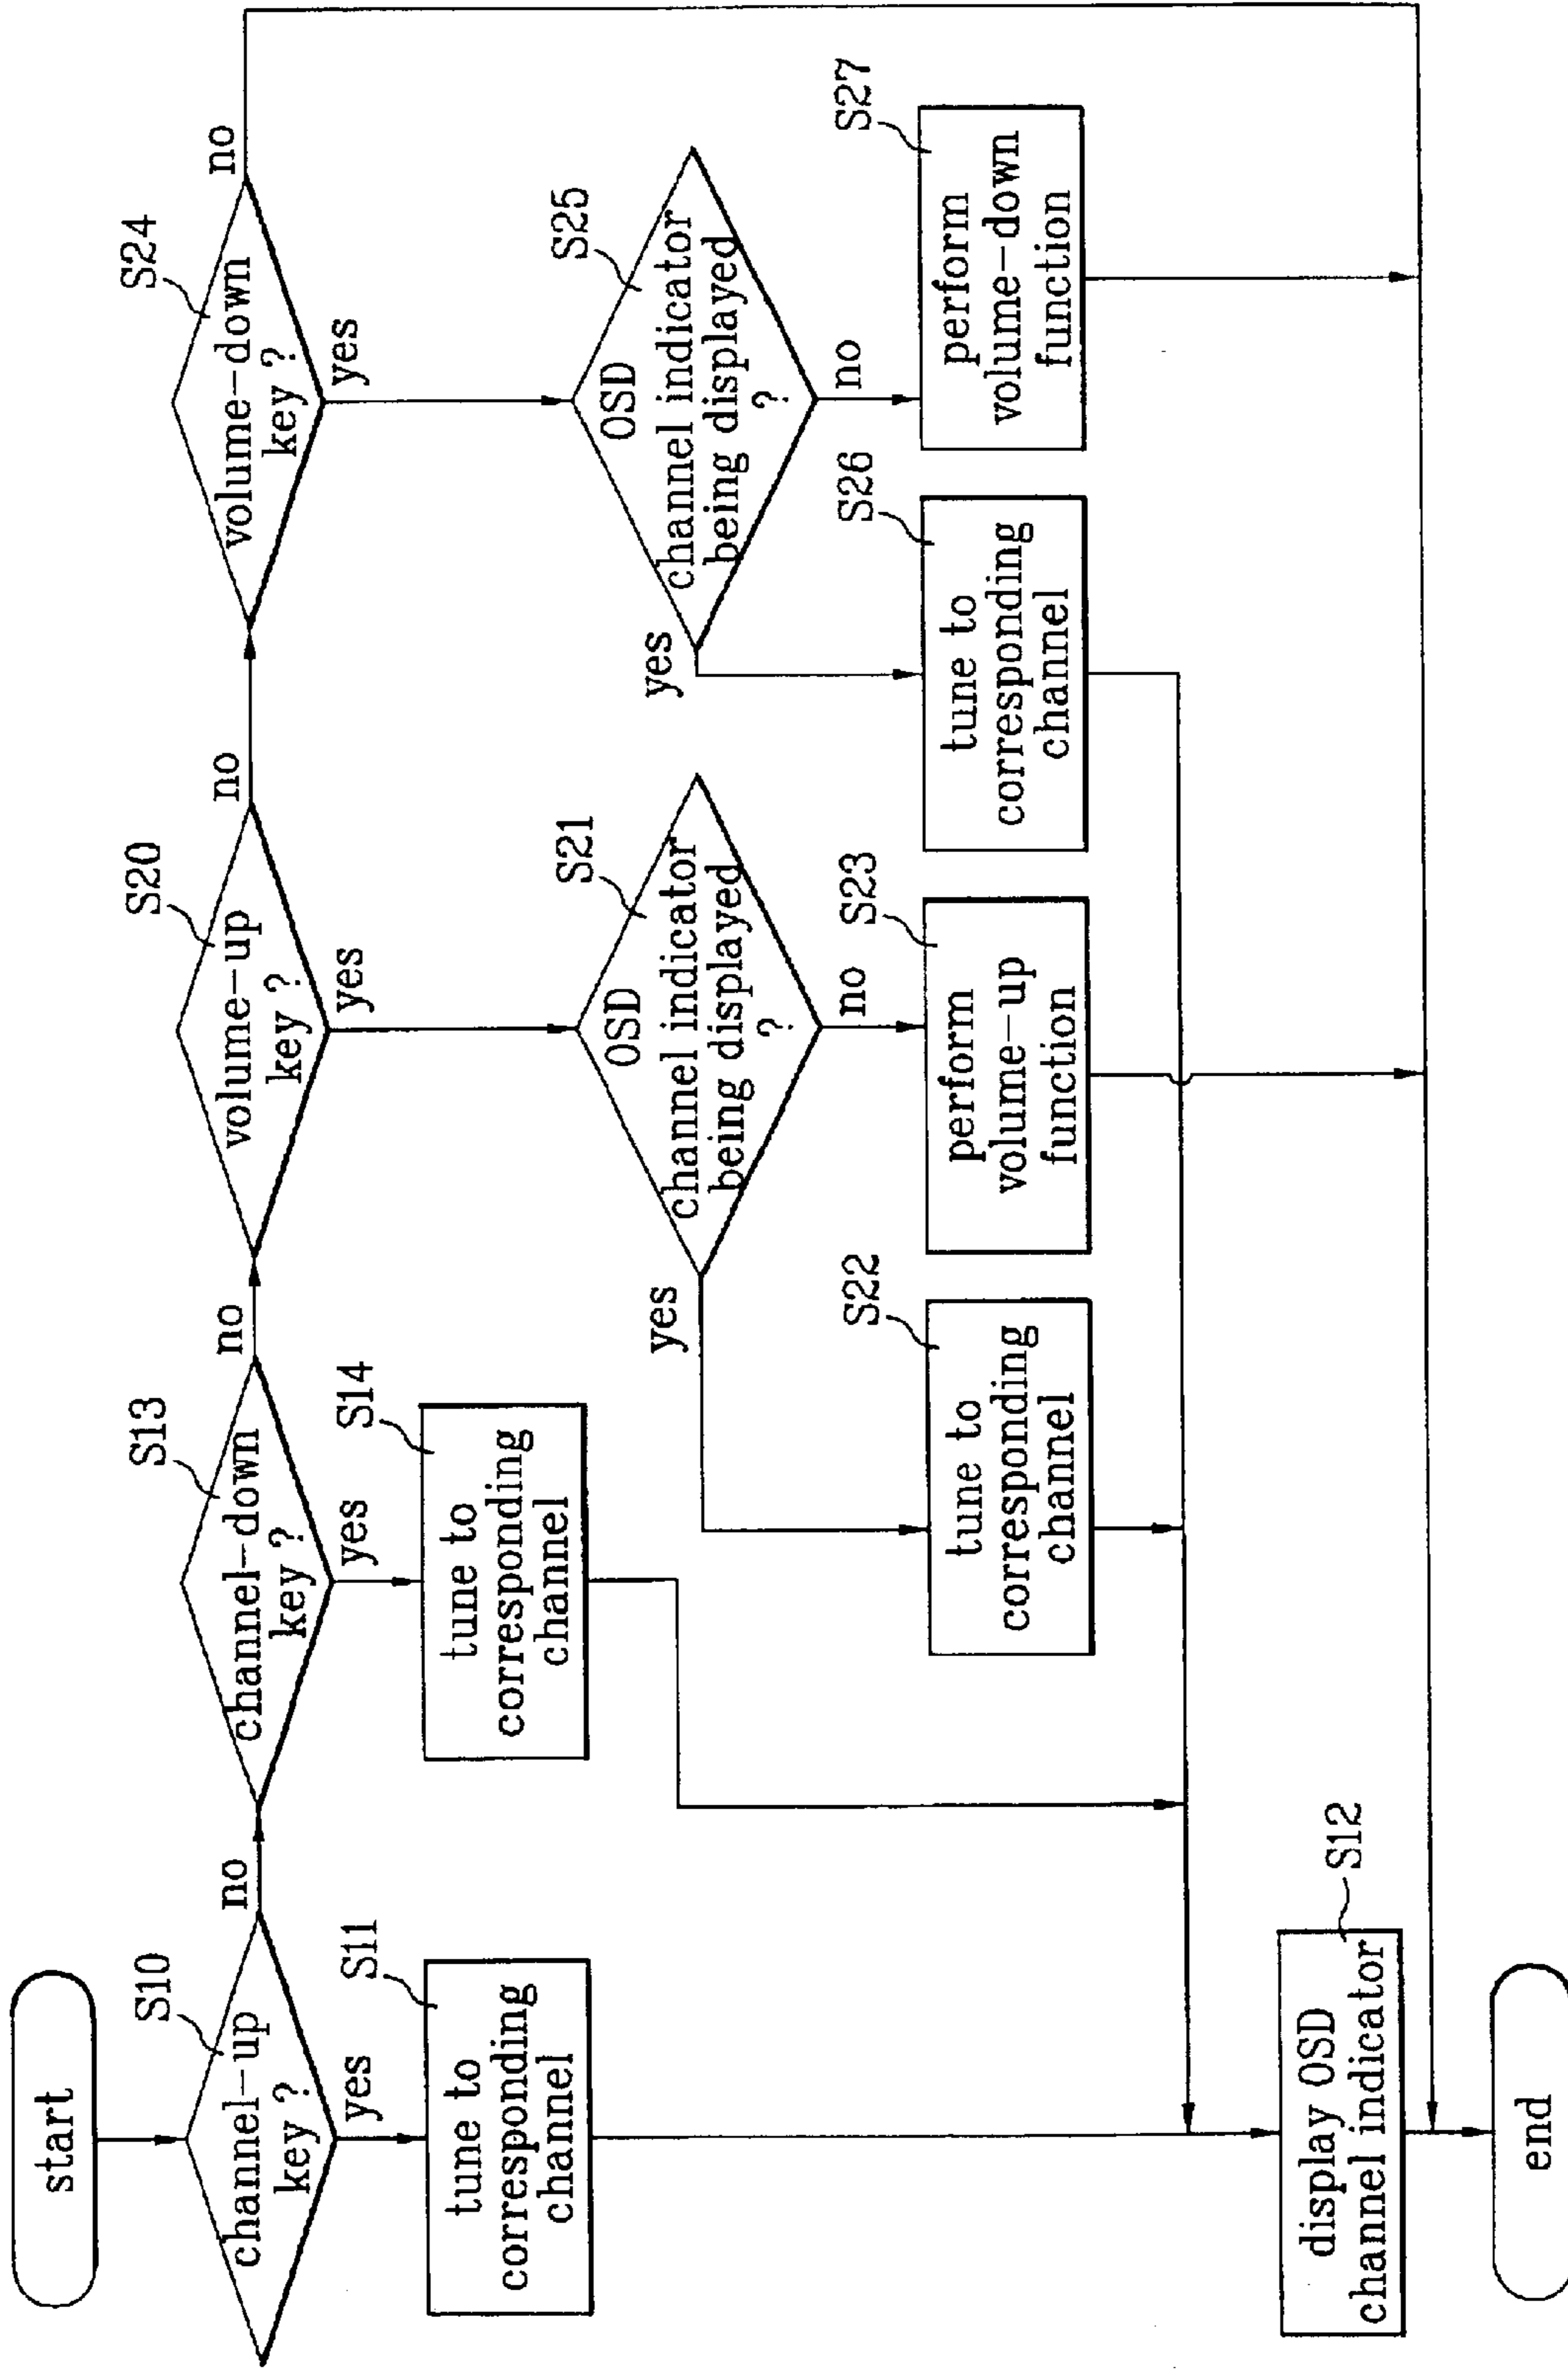 start
S10
channel-up
key ?
no
yes
S11
tune to
corresponding
channel
S13
channel-down
key ?
no
yes
S14
tune to
corresponding
channel
S20
volume-up
key ?
no
yes
S21
OSD
channel indicator
being displayed
?
yes
no
S22
tune to
corresponding
channel
S23
perform
volume-up
function
S24
volume-down
key ?
no
yes
S25
OSD
channel indicator
being displayed
?
yes
no
S26
tune to
corresponding
channel
S27
perform
volume-down
function
S12
display OSD
channel indicator
end